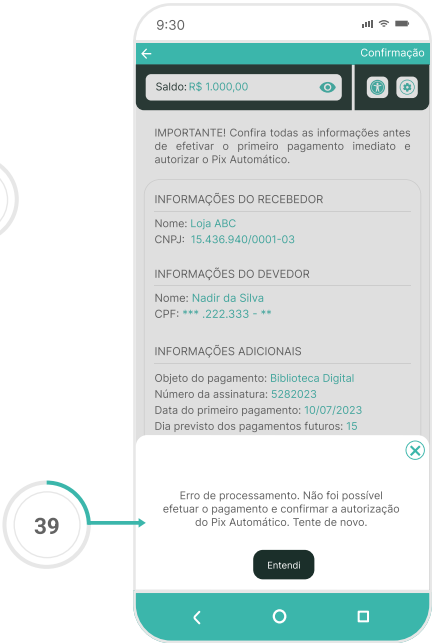 9:30
Confirmação
Saldo: R$ 1.000,00
IMPORTANTE! Confira todas as informações antes
de efetivar o primeiro pagamento imediato e
autorizar o Pix Automático.
INFORMAÇÕES DO RECEBEDOR
Nome: Loja ABC
CNPJ: 15.436.940/0001-03
INFORMAÇÕES DO DEVEDOR
Nome: Nadir da Silva
CPF: *** .222.333 - **
INFORMAÇÕES ADICIONAIS
Objeto do pagamento: Biblioteca Digital
Número da assinatura: 5282023
Data do primeiro pagamento: 10/07/2023
Dia previsto dos pagamentos futuros: 15
Erro de processamento. Não foi possível
efetuar o pagamento e confirmar a autorização
do Pix Automático. Tente de novo.
39
Entendi